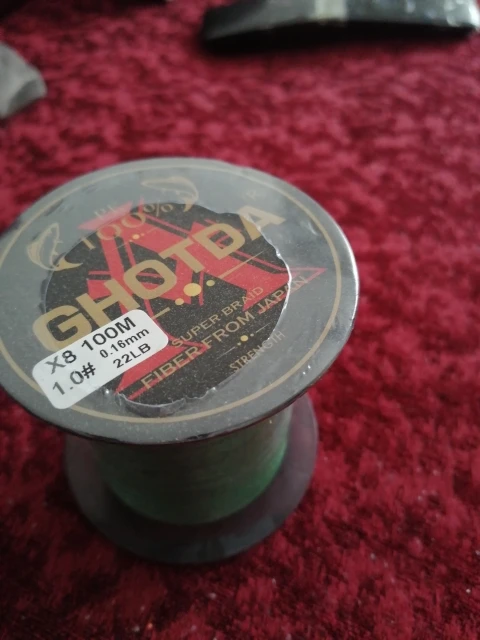 100%
GHOTDA
SUPER BRAID
FIBER FROM JAPAN
STRENGTH
X8 100M
1.0# 0.16mm
22LB